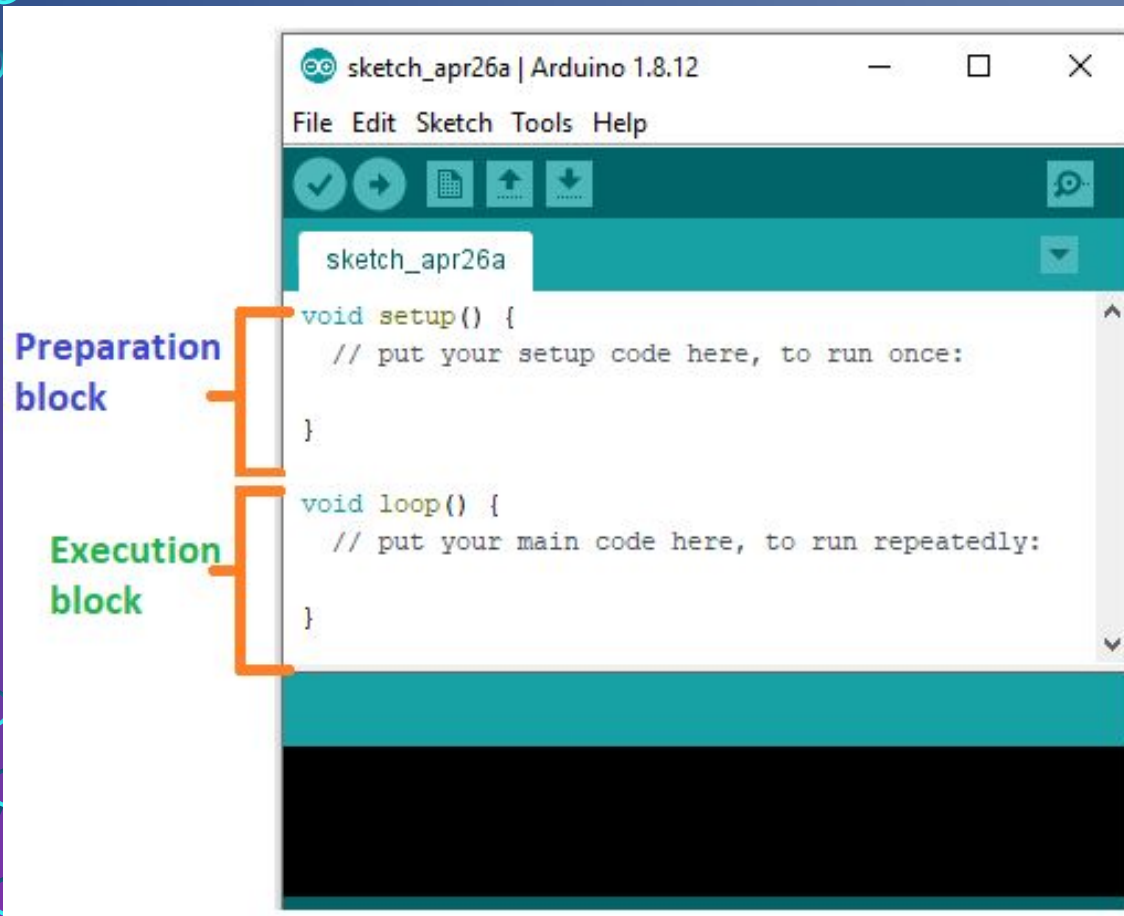 sketch_apr26a | Arduino 1.8.12
File Edit Sketch Tools Help
sketch_apr26a
Preparation
block
void setup() {
  // put your setup code here, to run once:
}
Execution
block
void loop() {
  // put your main code here, to run repeatedly:
}